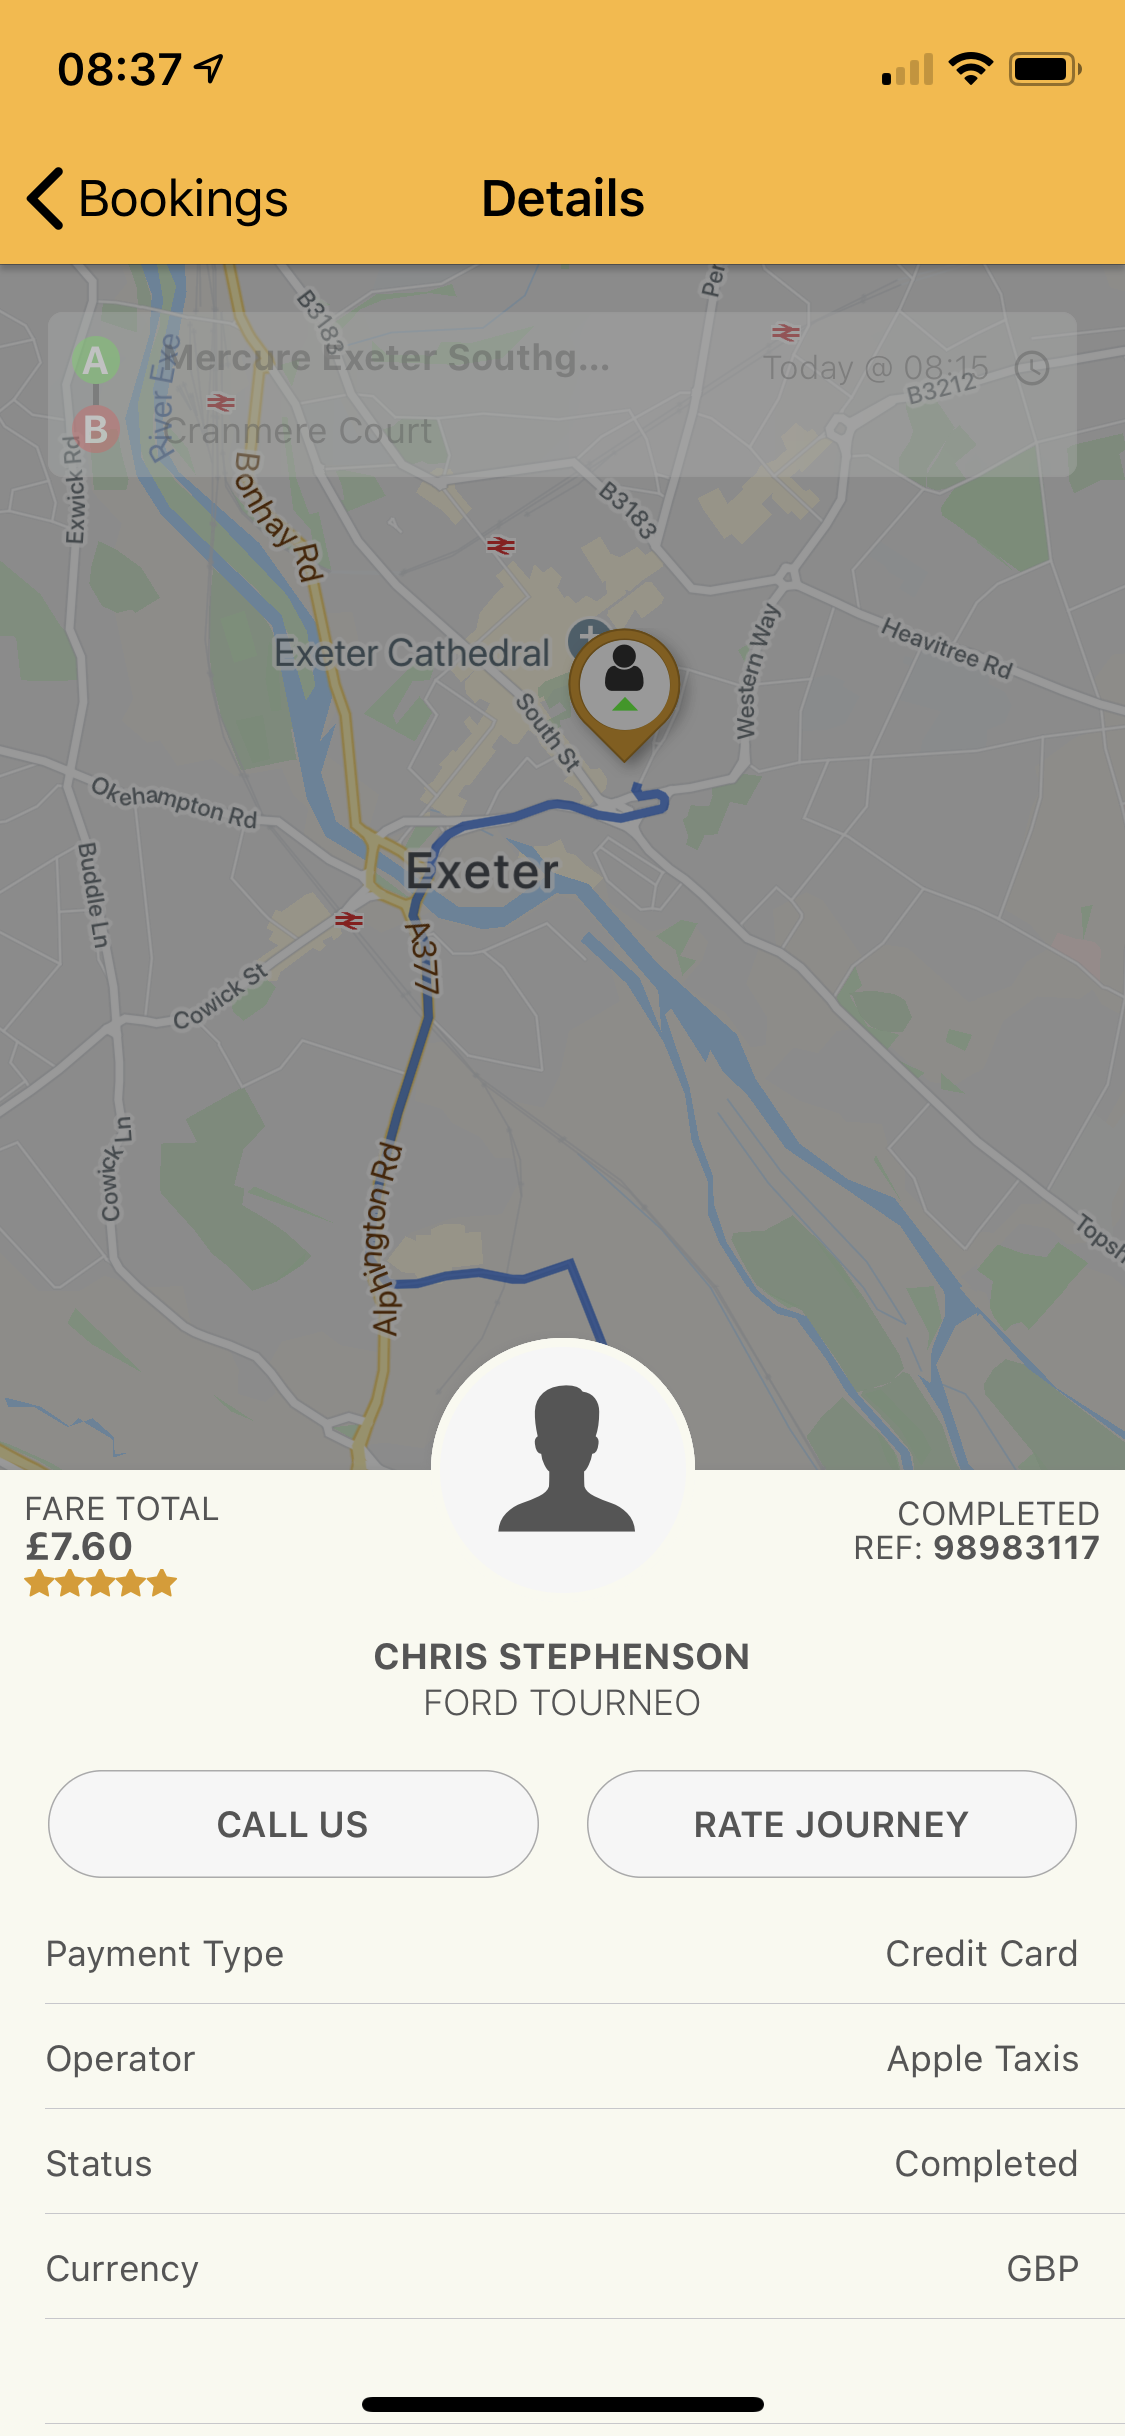 08:37
Bookings
Details
A
Mercure Exeter Southg...
Today @ 08:15
B
Cranmere Court
B3183
River Exe
B3212
Exwick Rd
Bonhay Rd
B3183
Heavitree Rd
Western Way
Exeter Cathedral
South St
Okehampton Rd
Buddle Ln
Exeter
A377
Cowick St
Cowick Ln
Alphington Rd
FARE TOTAL
£7.60
COMPLETED
REF: 98983117
CHRIS STEPHENSON
FORD TOURNEO
CALL US
RATE JOURNEY
Payment Type
Credit Card
Operator
Apple Taxis
Status
Completed
Currency
GBP